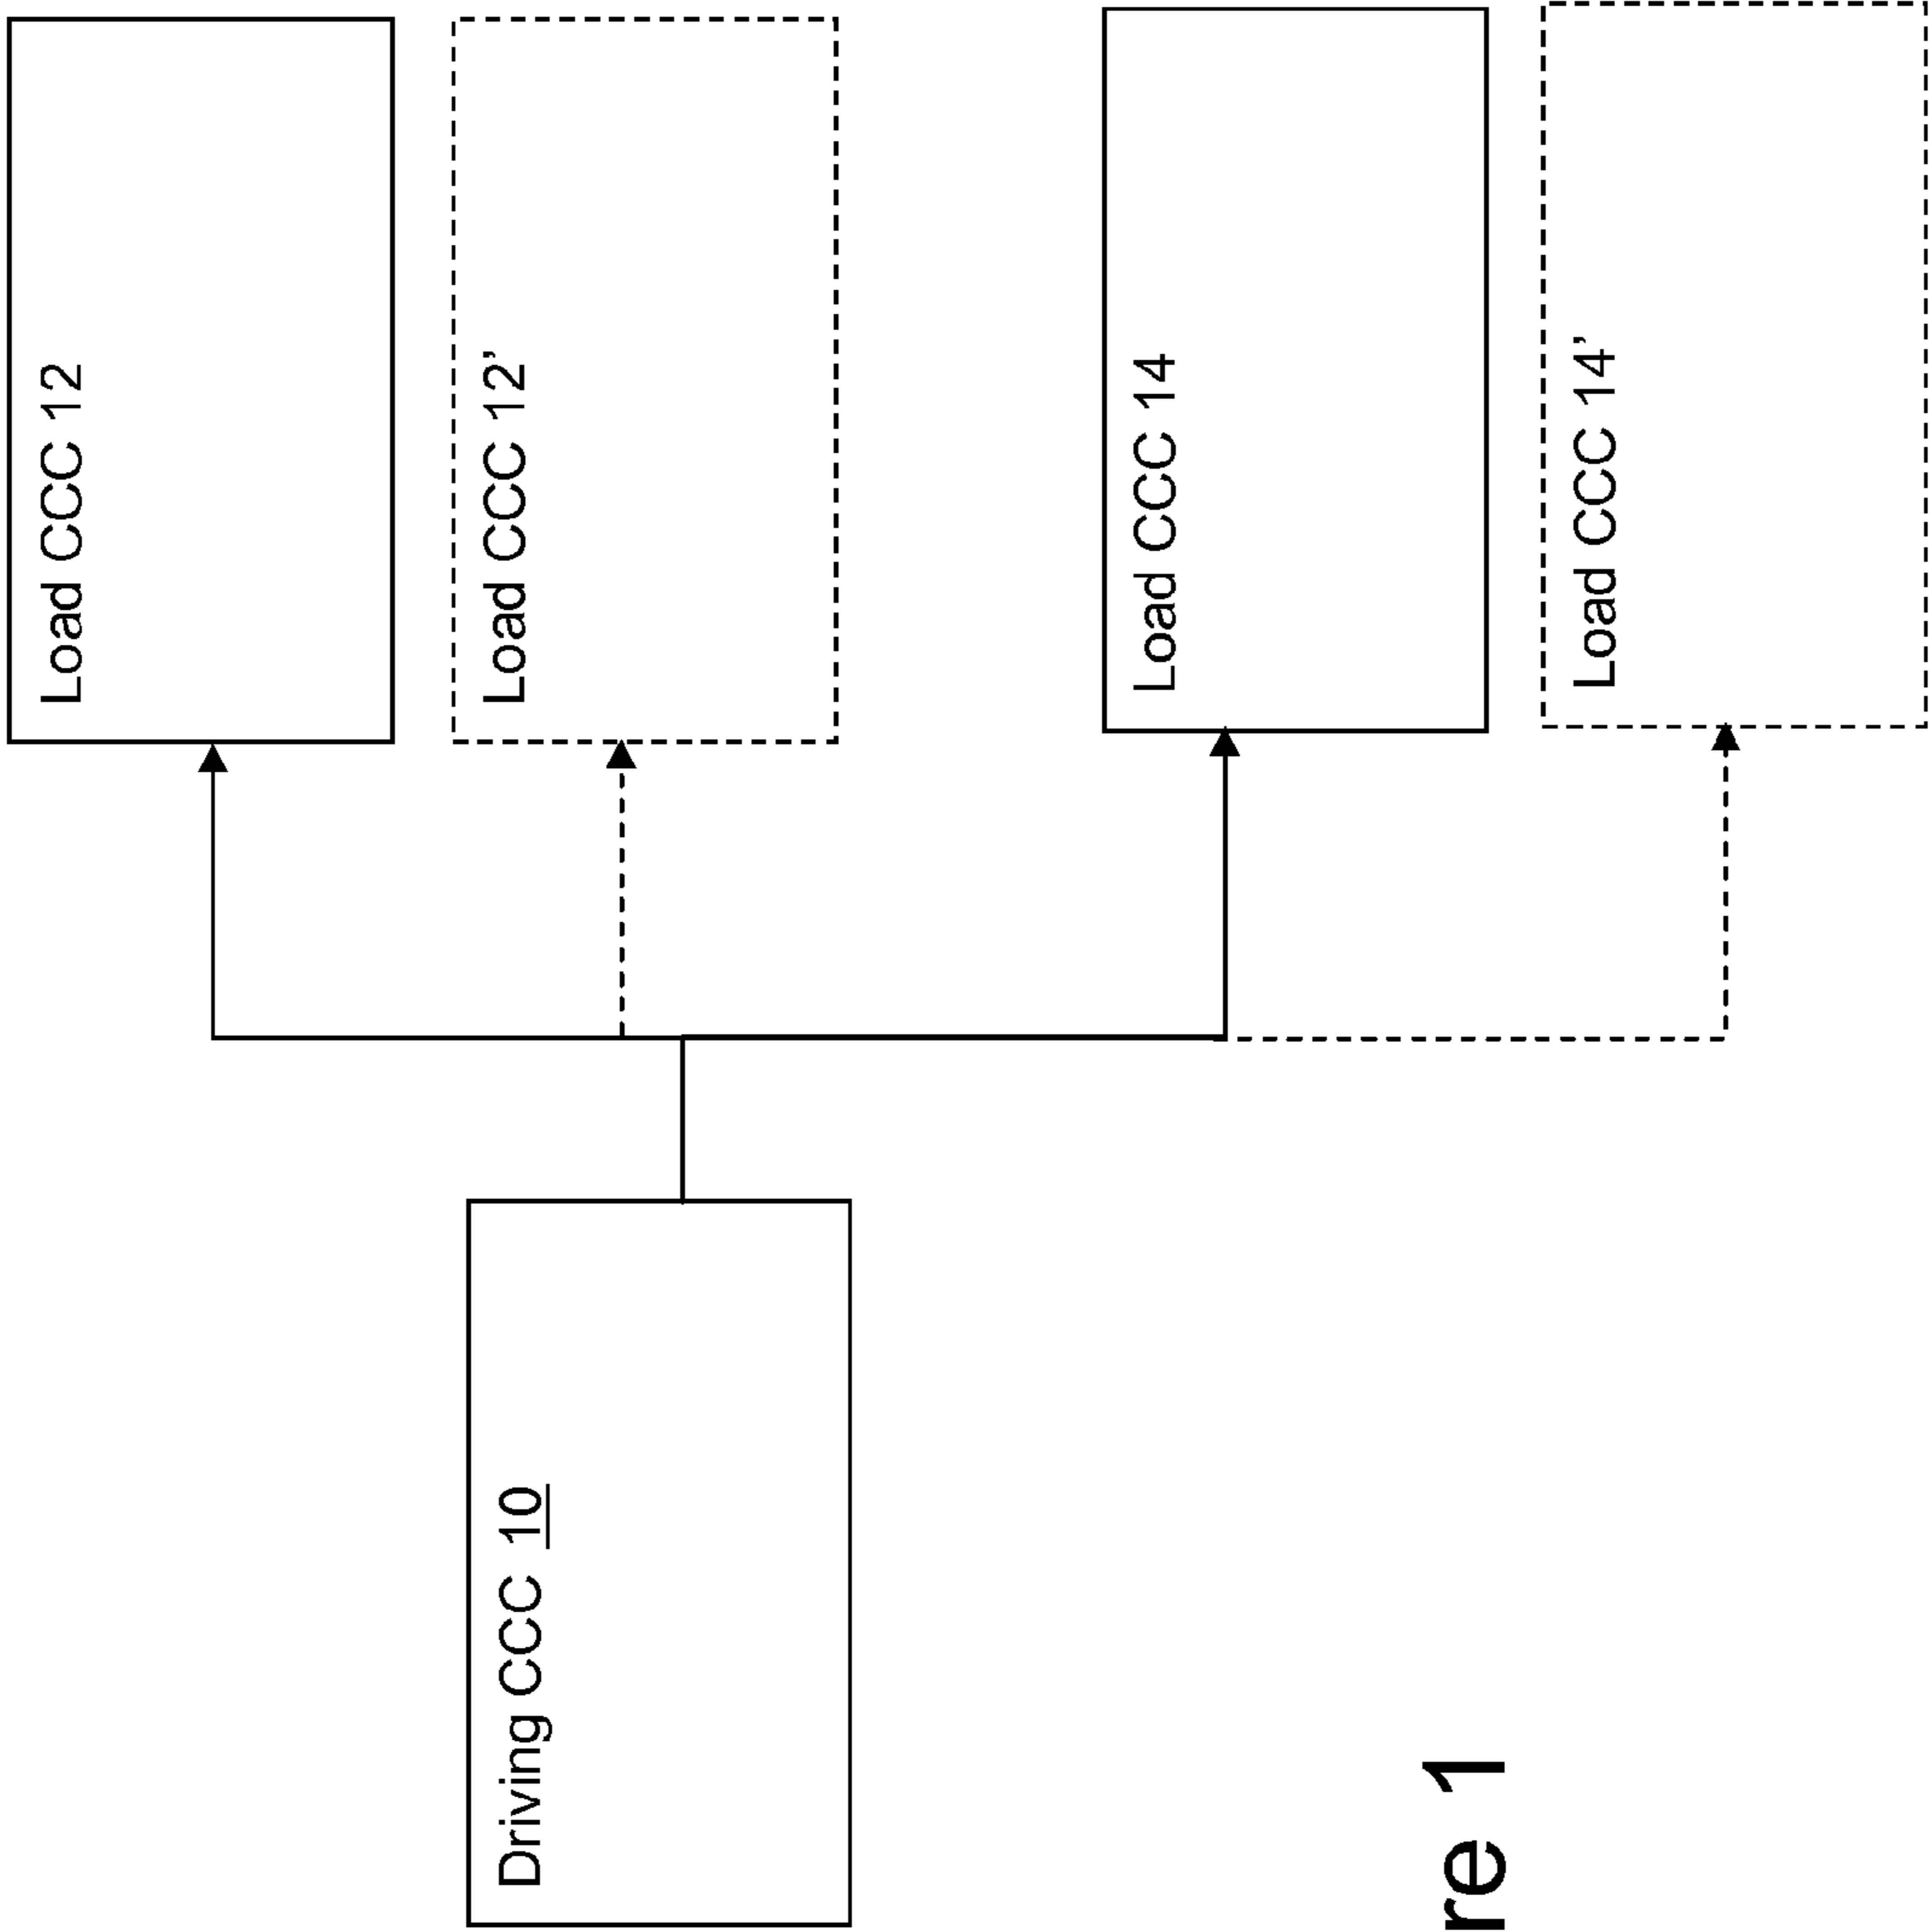 Load CCC 12
Load CCC 12’
Driving CCC 10
Load CCC 14
Load CCC 14’
re 1